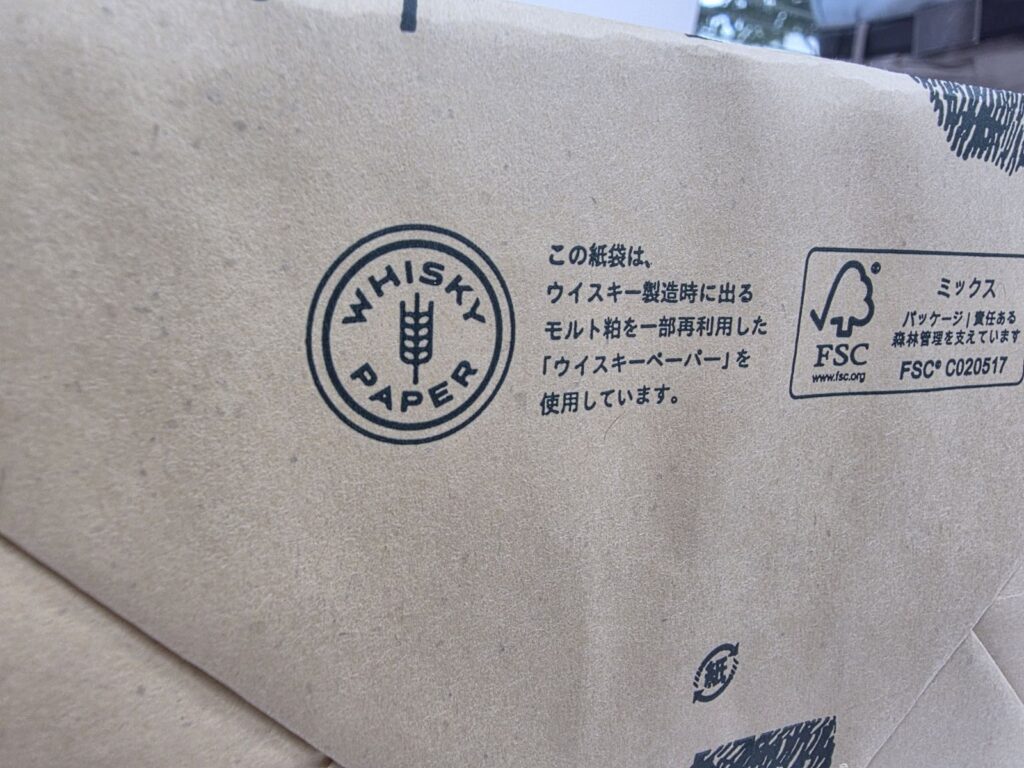 WHISKY
PAPER
この紙袋は、
ウイスキー製造時に出る
モルト粕を一部再利用した
「ウイスキーペーパー」を
使用しています。
FSC
www.fsc.org
ミックス
パッケージ | 責任ある
森林管理を支えています
FSC® C020517
紙